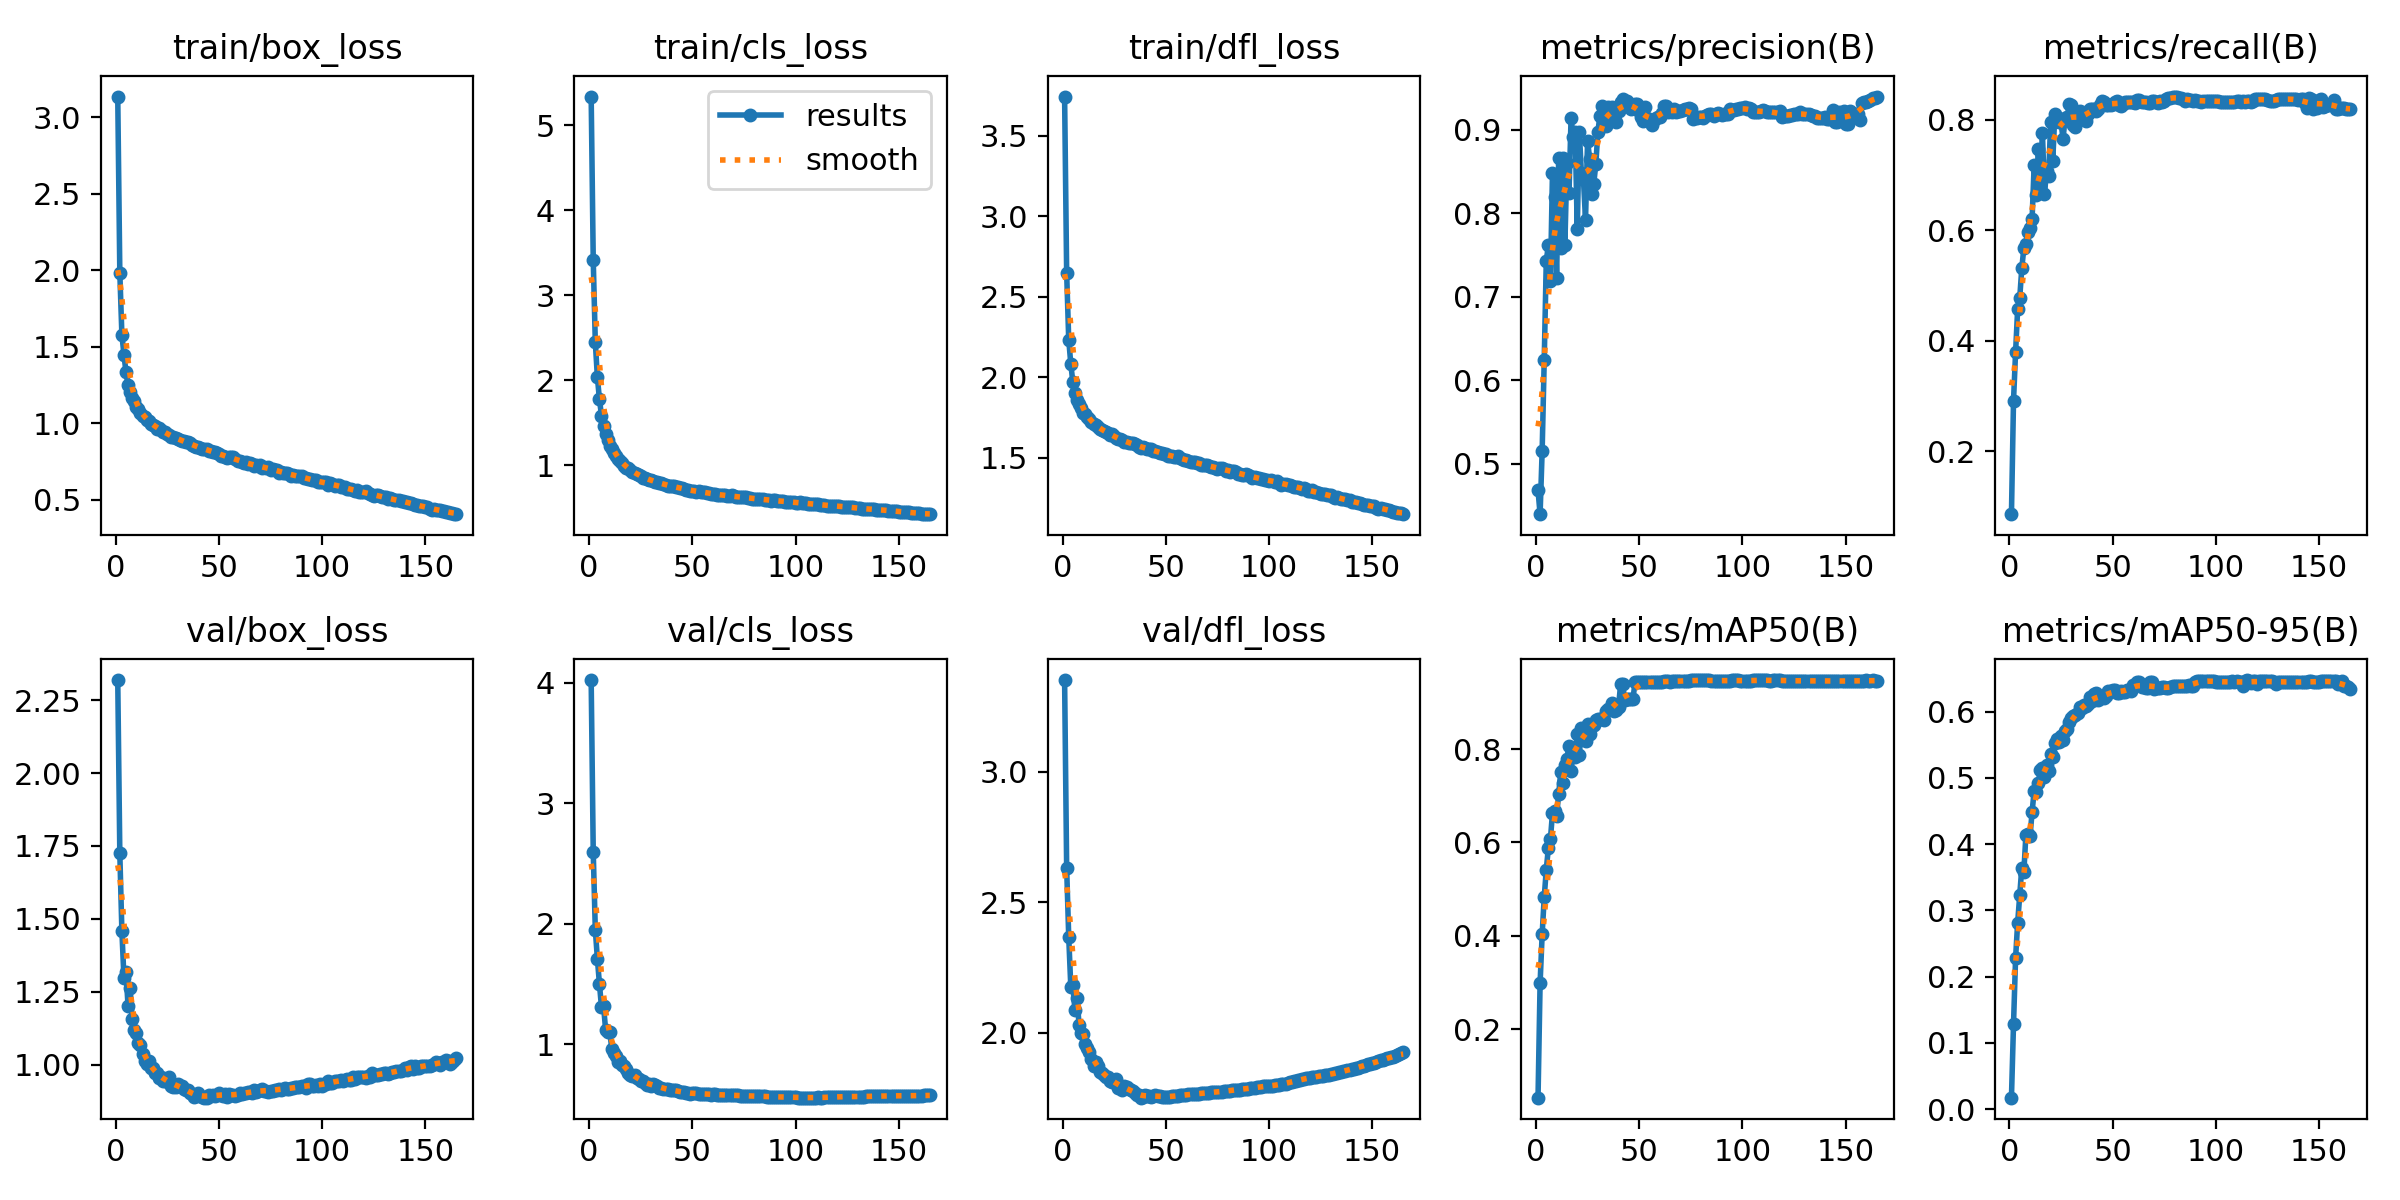 train/box_loss
3.0
2.5
2.0
1.5
1.0
0.5
0 50 100 150
train/cls_loss
results
smooth
5
4
3
2
1
0 50 100 150
train/dfl_loss
3.5
3.0
2.5
2.0
1.5
0 50 100 150
metrics/precision(B)
0.9
0.8
0.7
0.6
0.5
0 50 100 150
metrics/recall(B)
0.8
0.6
0.4
0.2
0 50 100 150
val/box_loss
2.25
2.00
1.75
1.50
1.25
1.00
0 50 100 150
val/cls_loss
4
3
2
1
0 50 100 150
val/dfl_loss
3.0
2.5
2.0
0 50 100 150
metrics/mAP50(B)
0.8
0.6
0.4
0.2
0 50 100 150
metrics/mAP50-95(B)
0.6
0.5
0.4
0.3
0.2
0.1
0.0
0 50 100 150